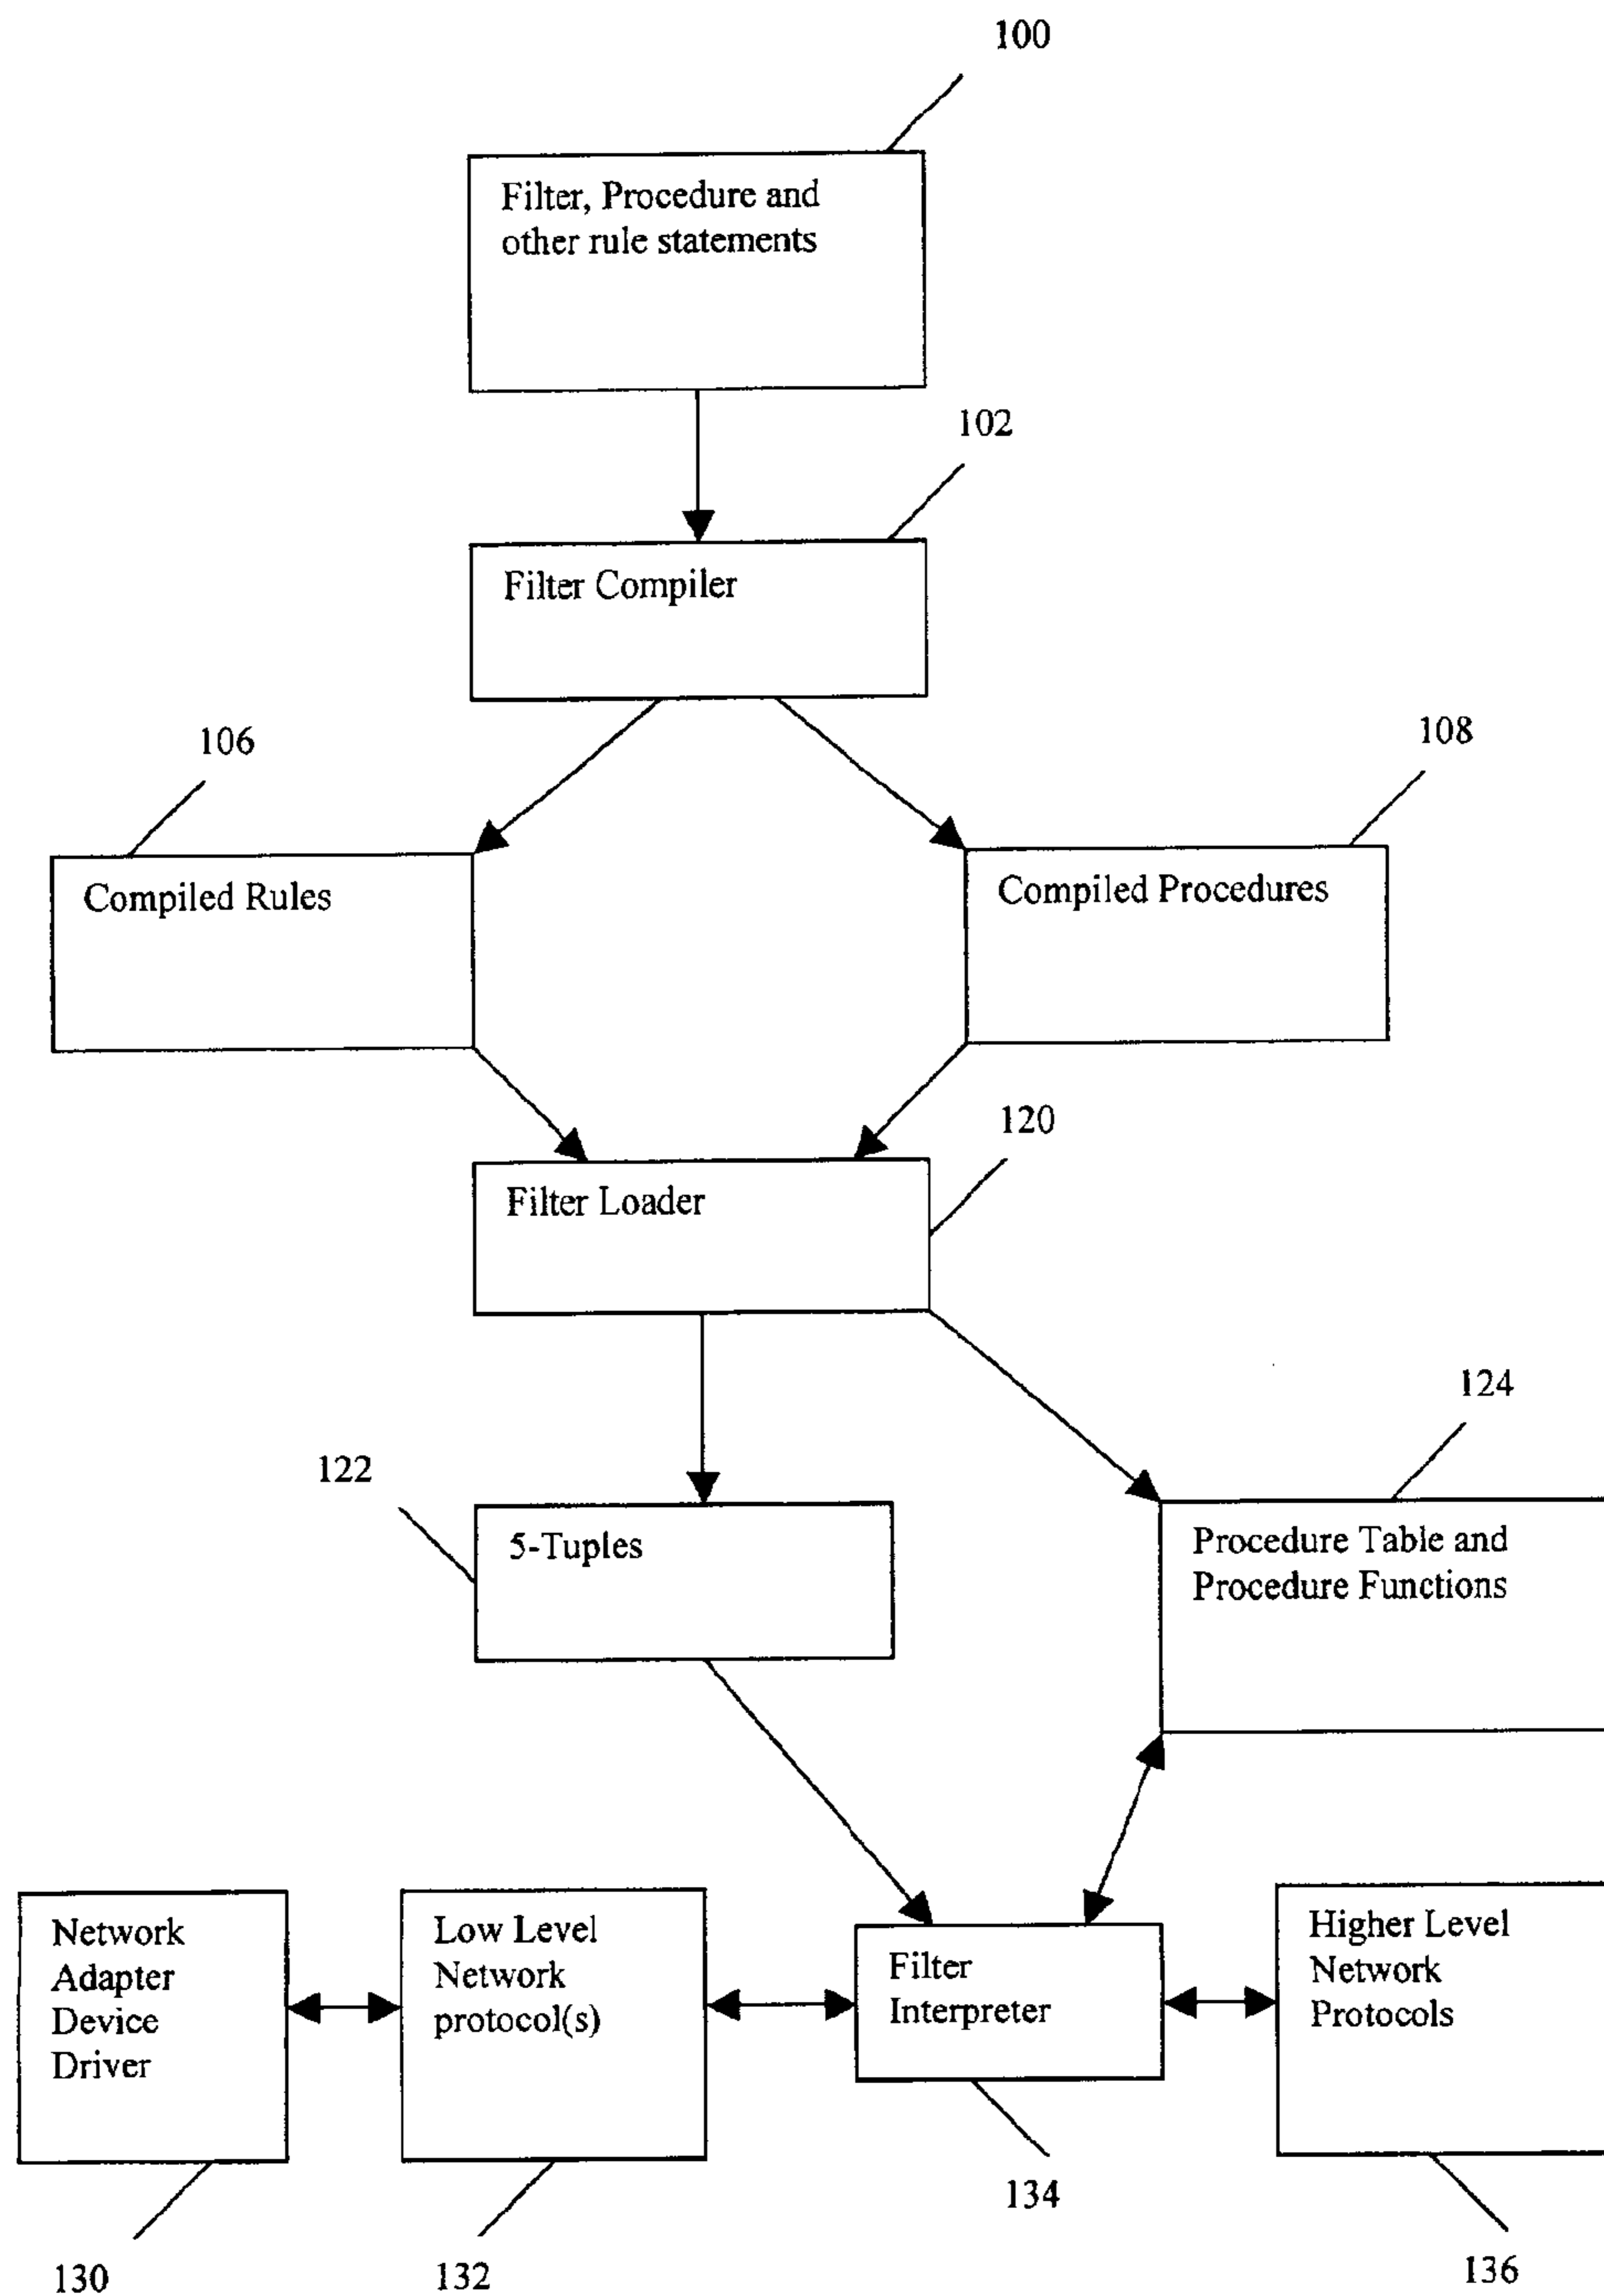 100
Filter, Procedure and
other rule statements
102
Filter Compiler
106
108
Compiled Rules
Compiled Procedures
120
Filter Loader
124
122
5-Tuples
Procedure Table and
Procedure Functions
Network
Adapter
Device
Driver
Low Level
Network
protocol(s)
Filter
Interpreter
Higher Level
Network
Protocols
134
130
132
136